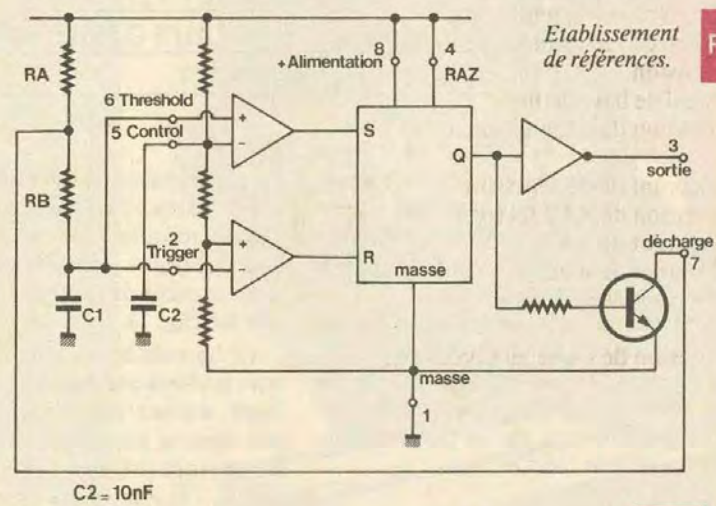 Etablissement
de références.
RA
8
4
+Alimentation
RAZ
6 Threshold
5 Control
+
-
S
Q
3
sortie
RB
2
Trigger
+
-
R
décharge
7
masse
C1
C2
masse
1
C2 = 10nF